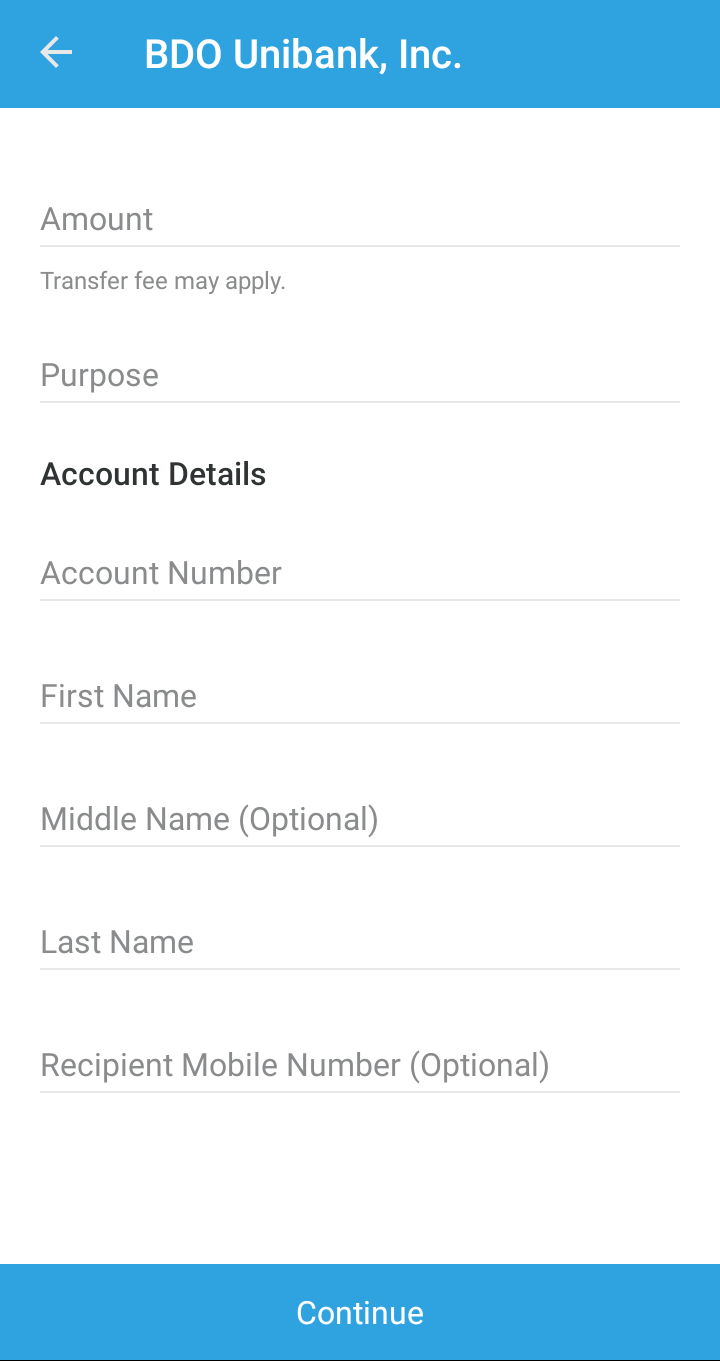 BDO Unibank, Inc.
Amount
Transfer fee may apply.
Purpose
Account Details
Account Number
First Name
Middle Name (Optional)
Last Name
Recipient Mobile Number (Optional)
Continue